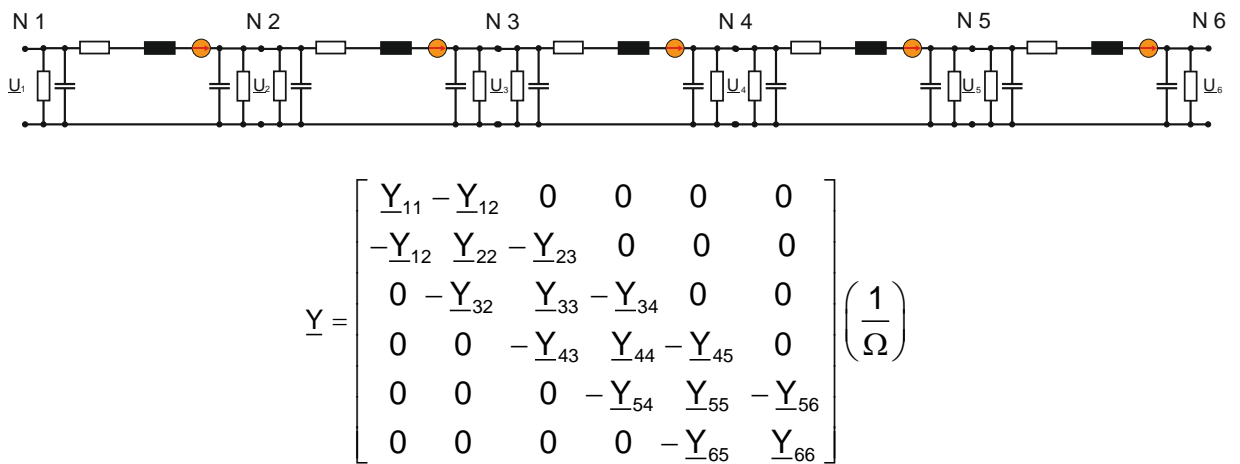 N 1 N 2 N 3 N 4 N 5 N 6
U₁ U₂ U₃ U₄ U₅ U₆
Y = [ Y₁₁ −Y₁₂ 0 0 0 0
−Y₁₂ Y₂₂ −Y₂₃ 0 0 0
0 −Y₃₂ Y₃₃ −Y₃₄ 0 0
0 0 −Y₄₃ Y₄₄ −Y₄₅ 0
0 0 0 −Y₅₄ Y₅₅ −Y₅₆
0 0 0 0 −Y₆₅ Y₆₆ ] (1/Ω)